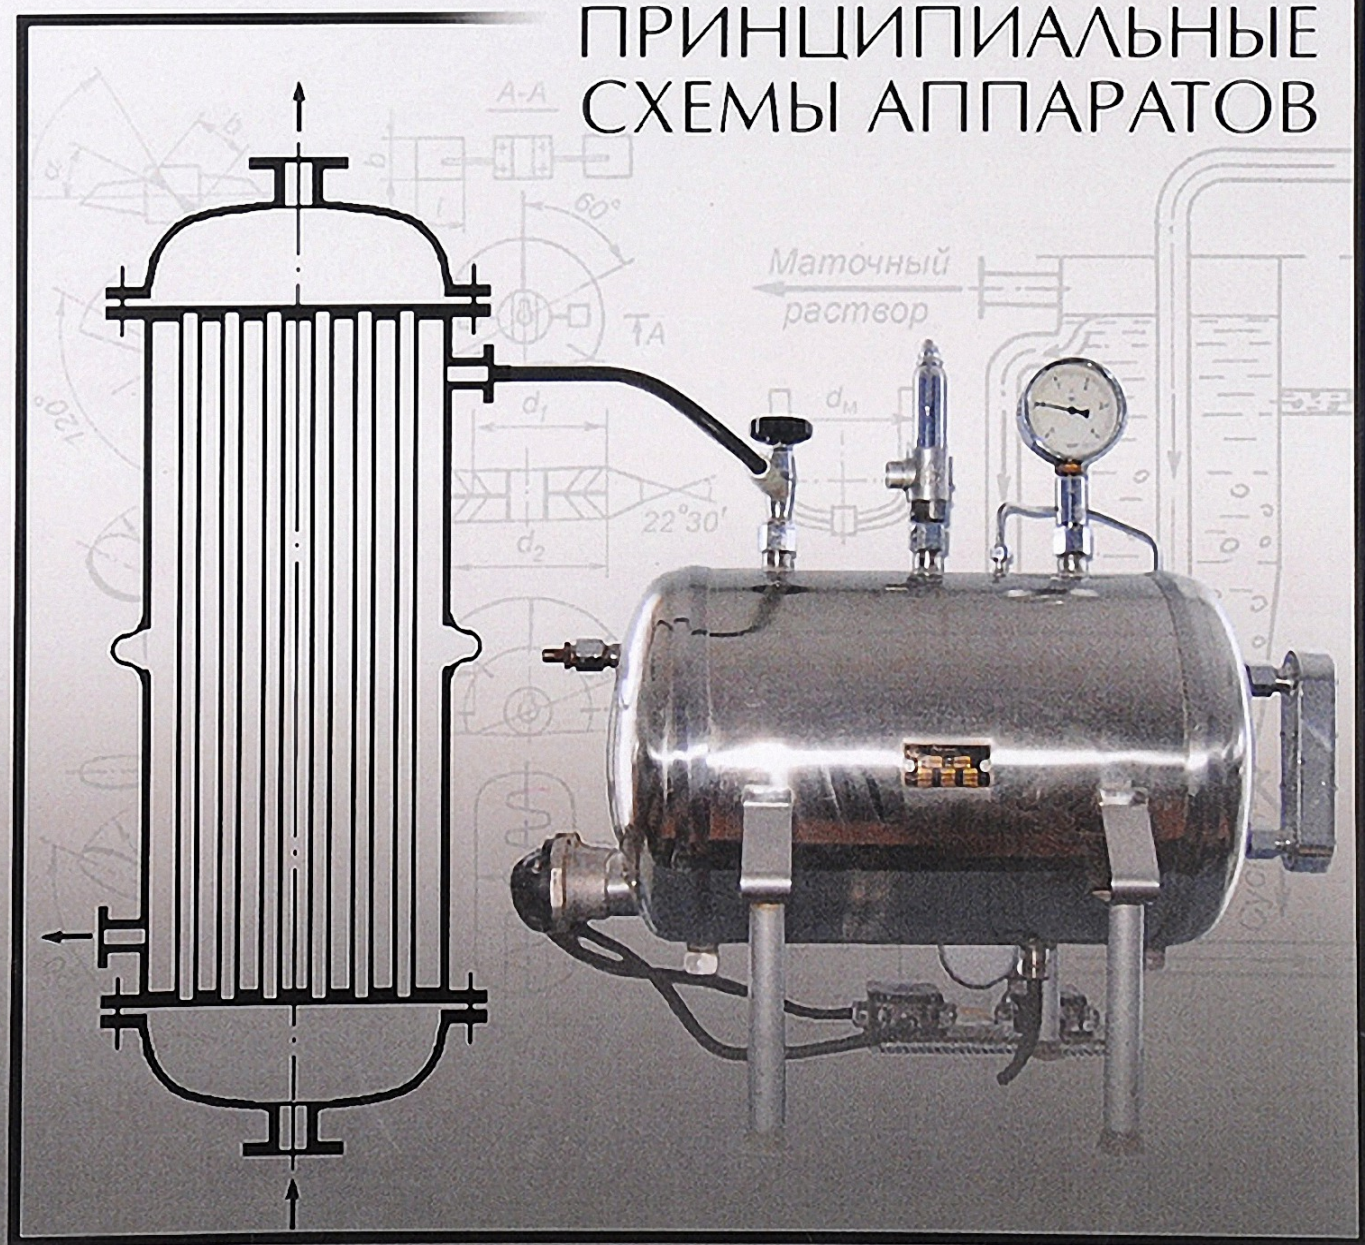 ПРИНЦИПИАЛЬНЫЕ
СХЕМЫ АППАРАТОВ
А-А
b
b
a
l
60°
А
Маточный
раствор
120°
d₁
dм
22°30′
d₂